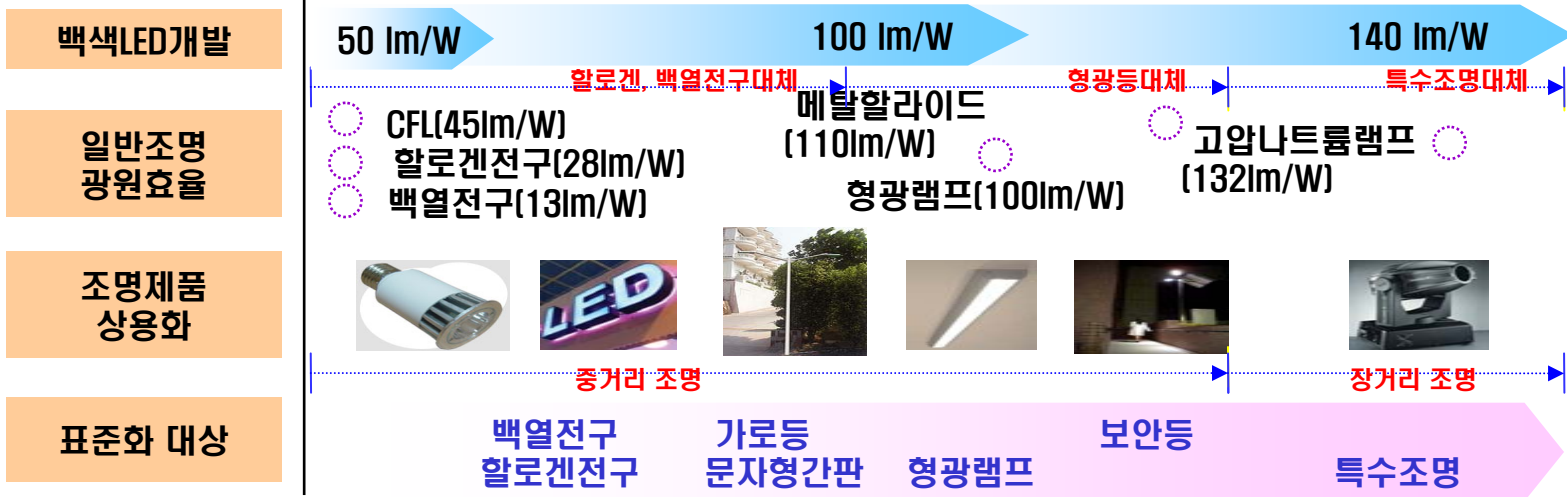 백색LED개발
50 lm/W
100 lm/W
140 lm/W
할로겐, 백열전구대체
형광등대체
특수조명대체
일반조명
광원효율
CFL(45lm/W)
할로겐전구(28lm/W)
백열전구(13lm/W)
메탈할라이드
(110lm/W)
형광램프(100lm/W)
고압나트륨램프
(132lm/W)
조명제품
상용화
LED
중거리 조명
장거리 조명
표준화 대상
백열전구
할로겐전구
가로등
문자형간판
형광램프
보안등
특수조명